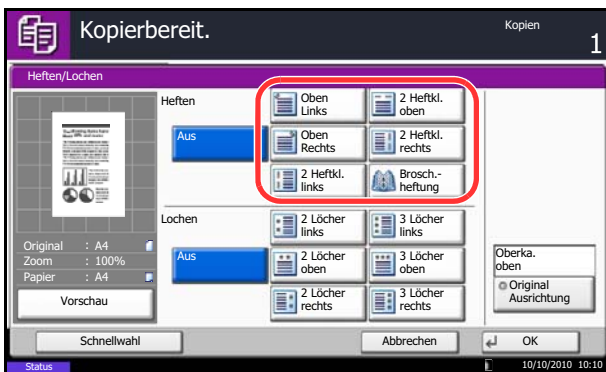 Kopierbereit.
Kopien
1
Heften/Lochen
Heften
Aus
Oben
Links
2 Heftkl.
oben
Oben
Rechts
2 Heftkl.
rechts
2 Heftkl.
links
Brosch.-
heftung
Lochen
Aus
2 Löcher
links
3 Löcher
links
2 Löcher
oben
3 Löcher
oben
2 Löcher
rechts
3 Löcher
rechts
Original : A4
Zoom : 100%
Papier : A4
Vorschau
Oberka.
oben
Original
Ausrichtung
Schnellwahl
Abbrechen
OK
Status
10/10/2010 10:10